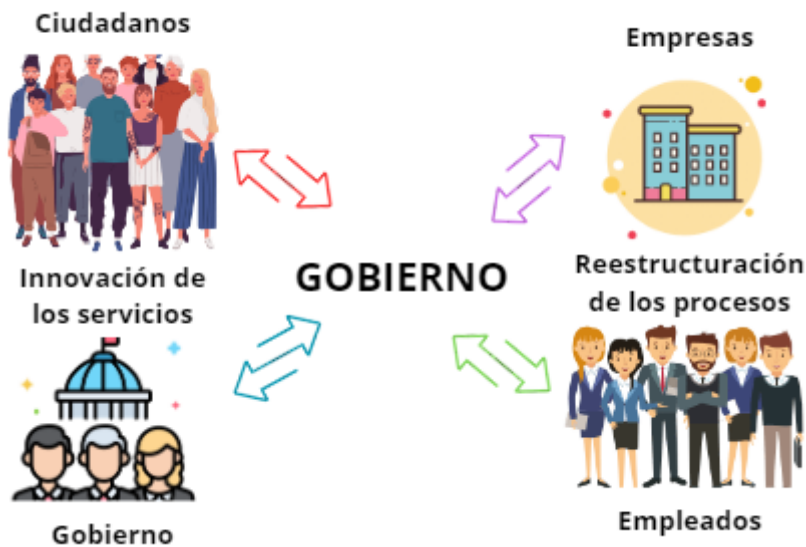 Ciudadanos
Empresas
Innovación de
los servicios
GOBIERNO
Reestructuración
de los procesos
Gobierno
Empleados